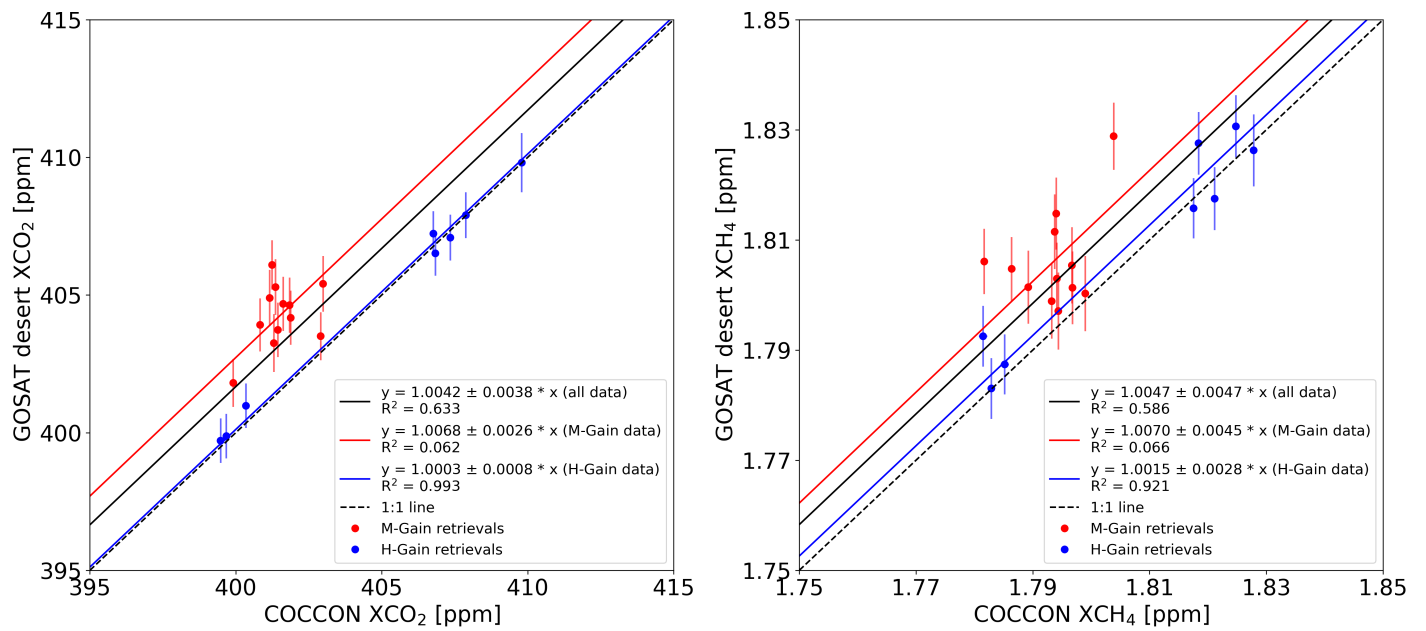 415
410
405
400
395
GOSAT desert XCO₂ [ppm]
y = 1.0042 ± 0.0038 * x (all data)
R² = 0.633
y = 1.0068 ± 0.0026 * x (M-Gain data)
R² = 0.062
y = 1.0003 ± 0.0008 * x (H-Gain data)
R² = 0.993
1:1 line
M-Gain retrievals
H-Gain retrievals
395 400 405 410 415
COCCON XCO₂ [ppm]
1.85
1.83
1.81
1.79
1.77
1.75
GOSAT desert XCH₄ [ppm]
y = 1.0047 ± 0.0047 * x (all data)
R² = 0.586
y = 1.0070 ± 0.0045 * x (M-Gain data)
R² = 0.066
y = 1.0015 ± 0.0028 * x (H-Gain data)
R² = 0.921
1:1 line
M-Gain retrievals
H-Gain retrievals
1.75 1.77 1.79 1.81 1.83 1.85
COCCON XCH₄ [ppm]